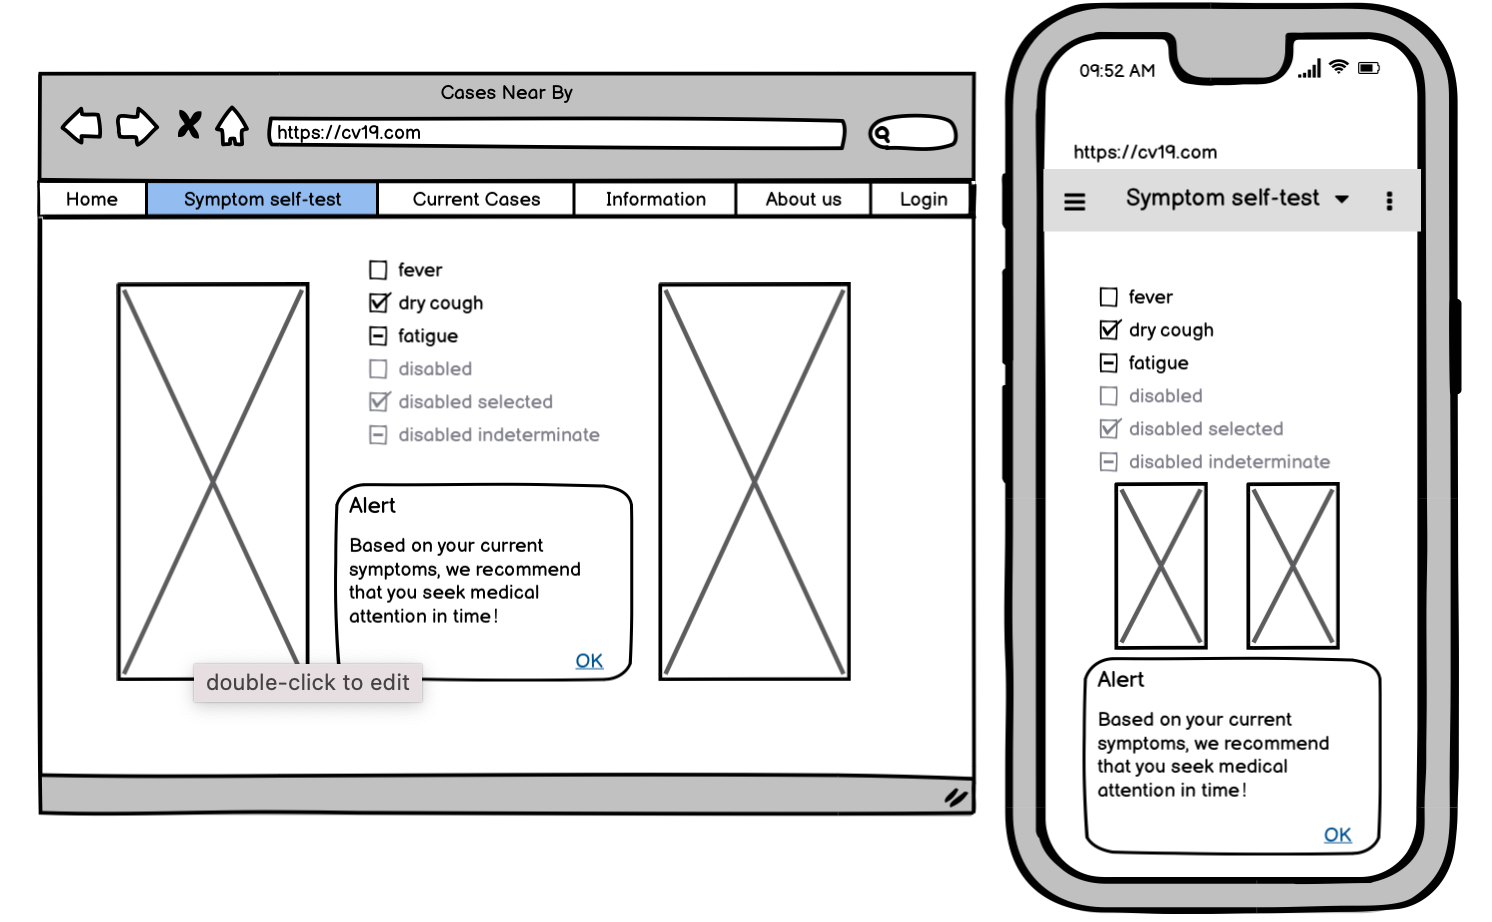 Cases Near By
https://cv19.com
Home Symptom self-test Current Cases Information About us Login
fever
dry cough
fatigue
disabled
disabled selected
disabled indeterminate
Alert
Based on your current
symptoms, we recommend
that you seek medical
attention in time!
OK
double-click to edit
09:52 AM
https://cv19.com
Symptom self-test
fever
dry cough
fatigue
disabled
disabled selected
disabled indeterminate
Alert
Based on your current
symptoms, we recommend
that you seek medical
attention in time!
OK